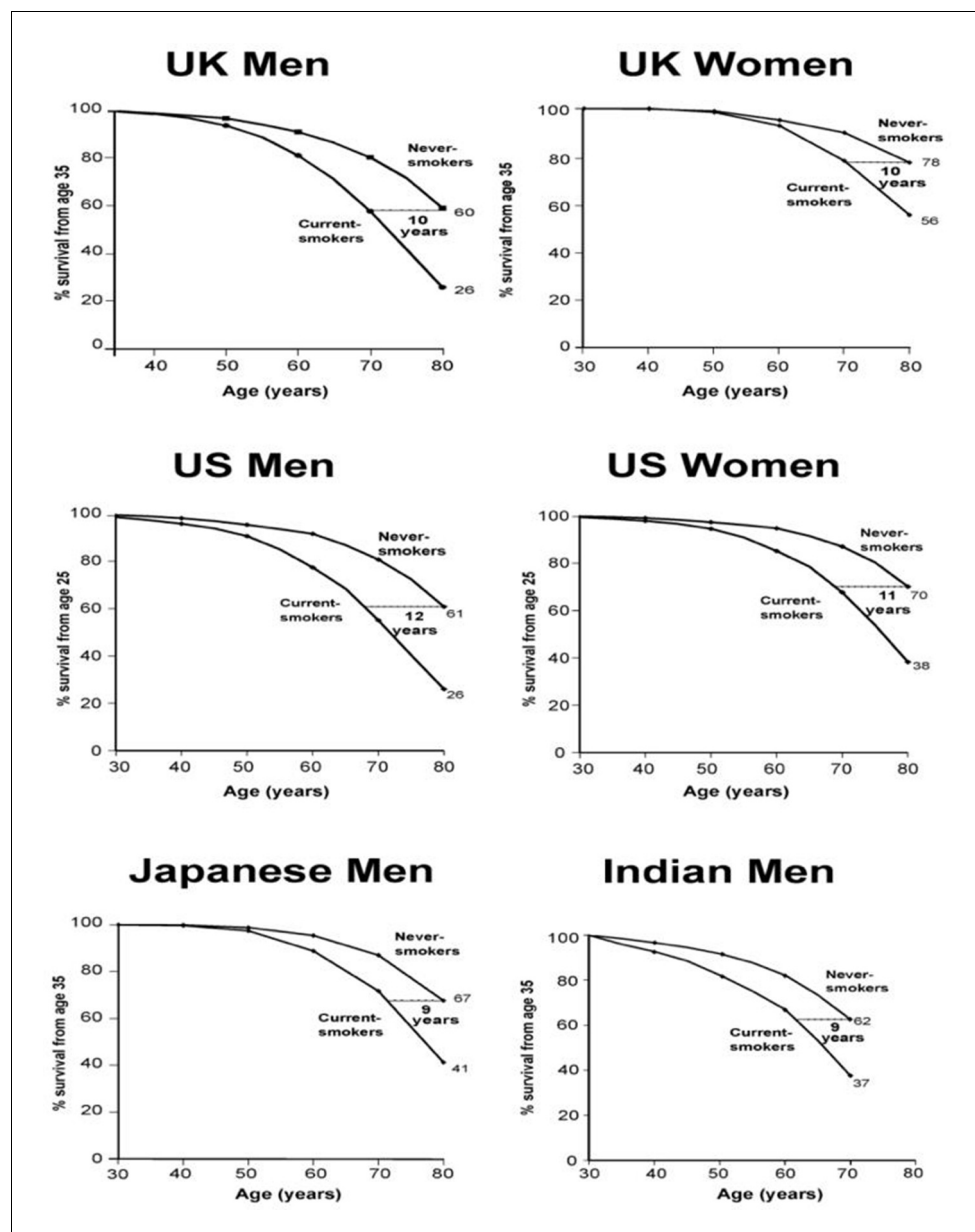 UK Men
% survival from age 35
100
80
60
40
20
0
Never-
smokers
Current-
smokers
10
years
60
26
40 50 60 70 80
Age (years)
UK Women
% survival from age 35
100
80
60
40
20
0
Never-
smokers
Current-
smokers
10
years
78
56
30 40 50 60 70 80
Age (years)
US Men
% survival from age 25
100
80
60
40
20
0
Never-
smokers
Current-
smokers
12
years
61
26
30 40 50 60 70 80
Age (years)
US Women
% survival from age 25
100
80
60
40
20
0
Never-
smokers
Current-
smokers
11
years
70
38
30 40 50 60 70 80
Age (years)
Japanese Men
% survival from age 35
100
80
60
40
20
0
Never-
smokers
Current-
smokers
9
years
67
41
30 40 50 60 70 80
Age (years)
Indian Men
% survival from age 35
100
80
60
40
20
0
Never-
smokers
Current-
smokers
9
years
62
37
30 40 50 60 70 80
Age (years)